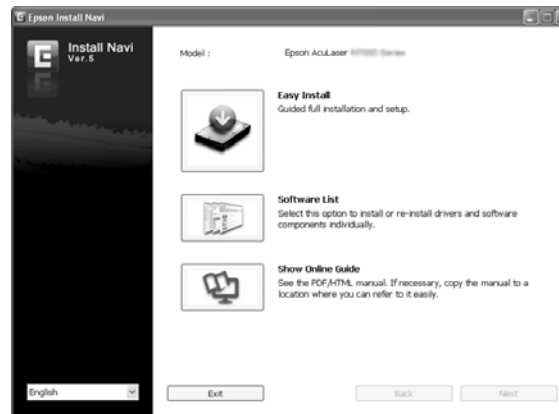 Epson Install Navi
Install Navi
Ver.5
Model :
Epson AcuLaser
Easy Install
Guided full installation and setup.
Software List
Select this option to install or re-install drivers and software
components individually.
Show Online Guide
See the PDF/HTML manual. If necessary, copy the manual to a
location where you can refer to it easily.
English
Exit
Back
Next